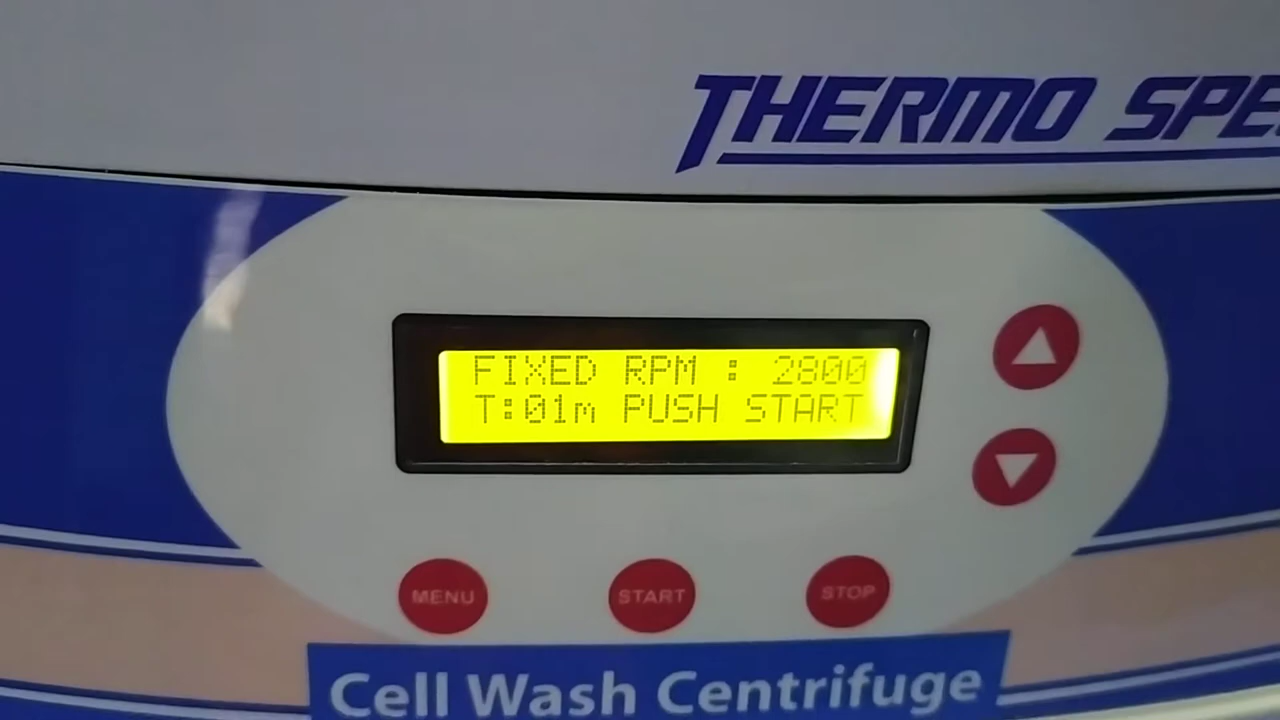 THERMO SPE
FIXED RPM : 2800
T:01m PUSH START
MENU
START
STOP
Cell Wash Centrifuge